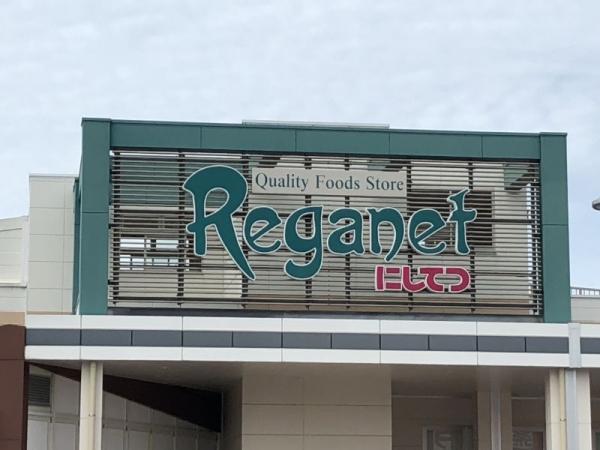 Quality Foods Store
Reganet
にしてつ